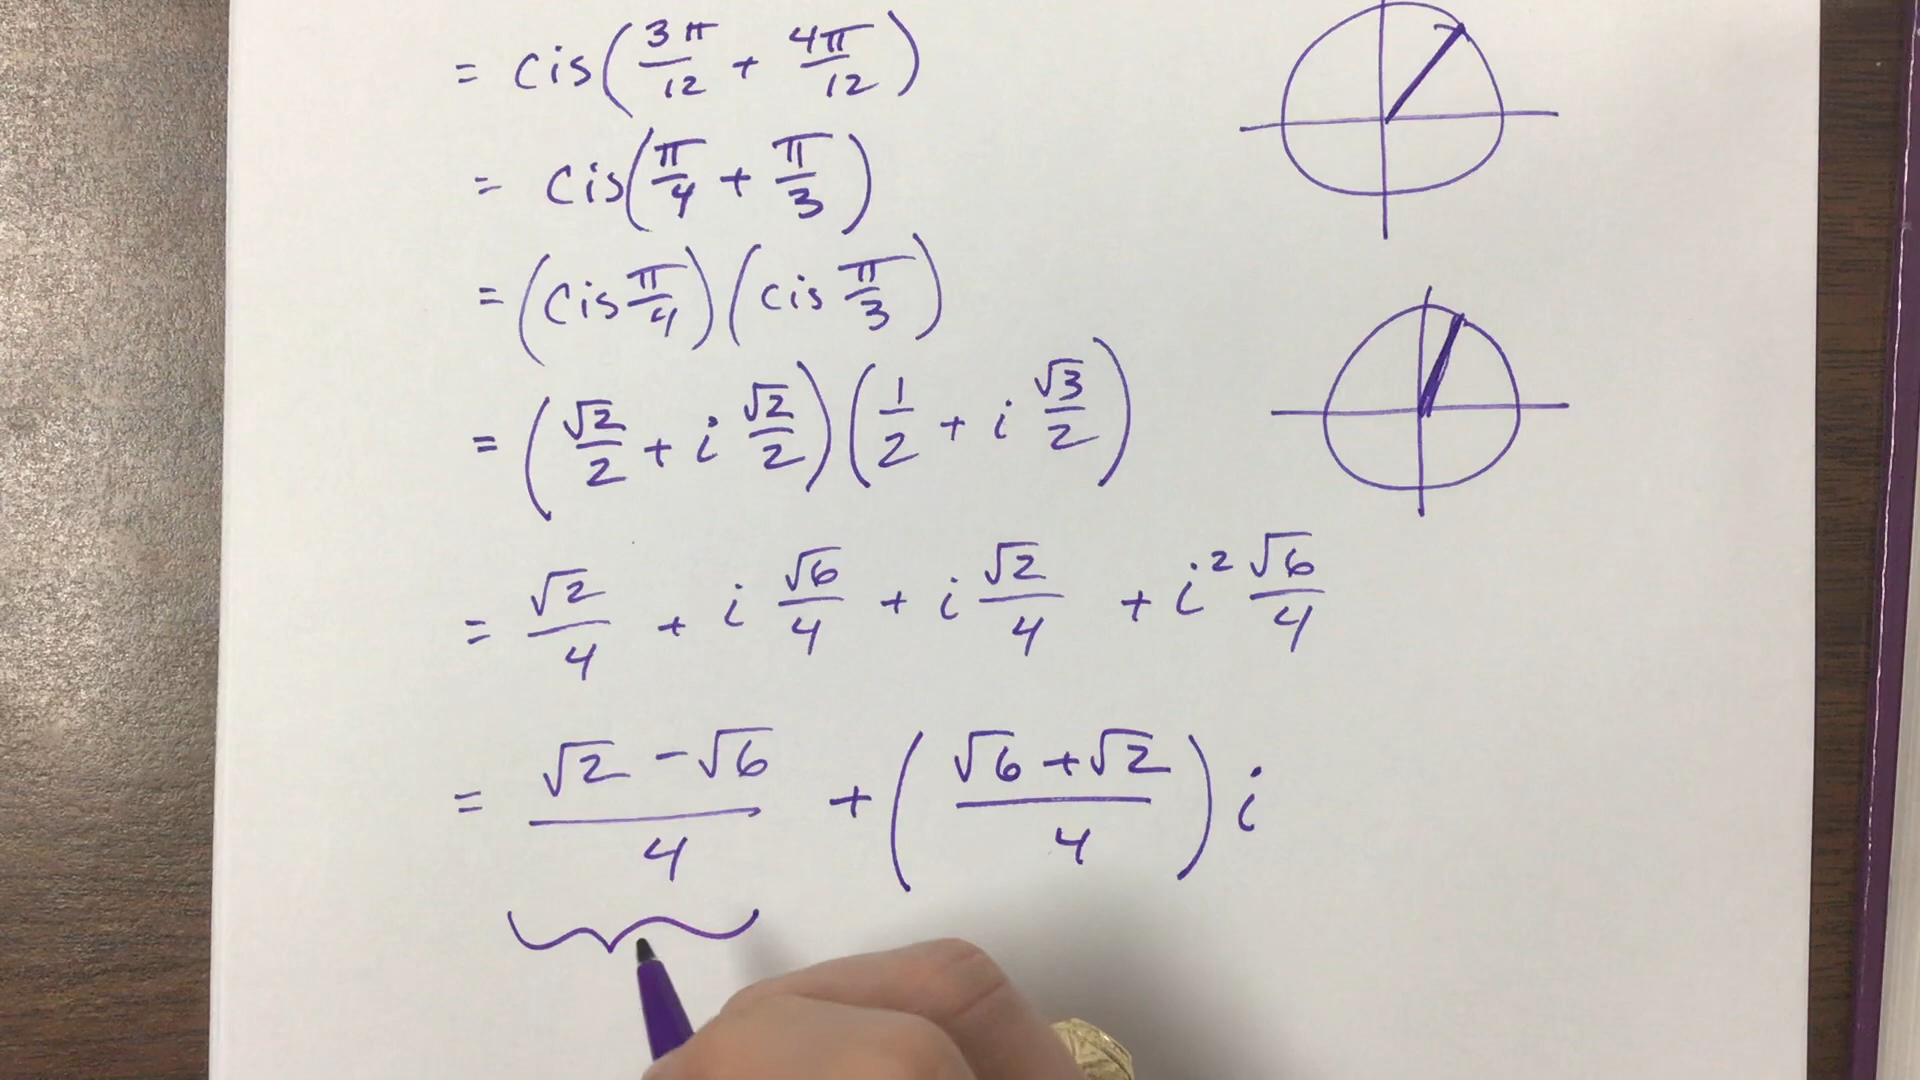 = cis(3π/12 + 4π/12)
= cis(π/4 + π/3)
= (cis π/4)(cis π/3)
= (√2/2 + i √2/2)(1/2 + i √3/2)
= √2/4 + i √6/4 + i √2/4 + i² √6/4
= √2 - √6/4 + (√6 + √2/4) i